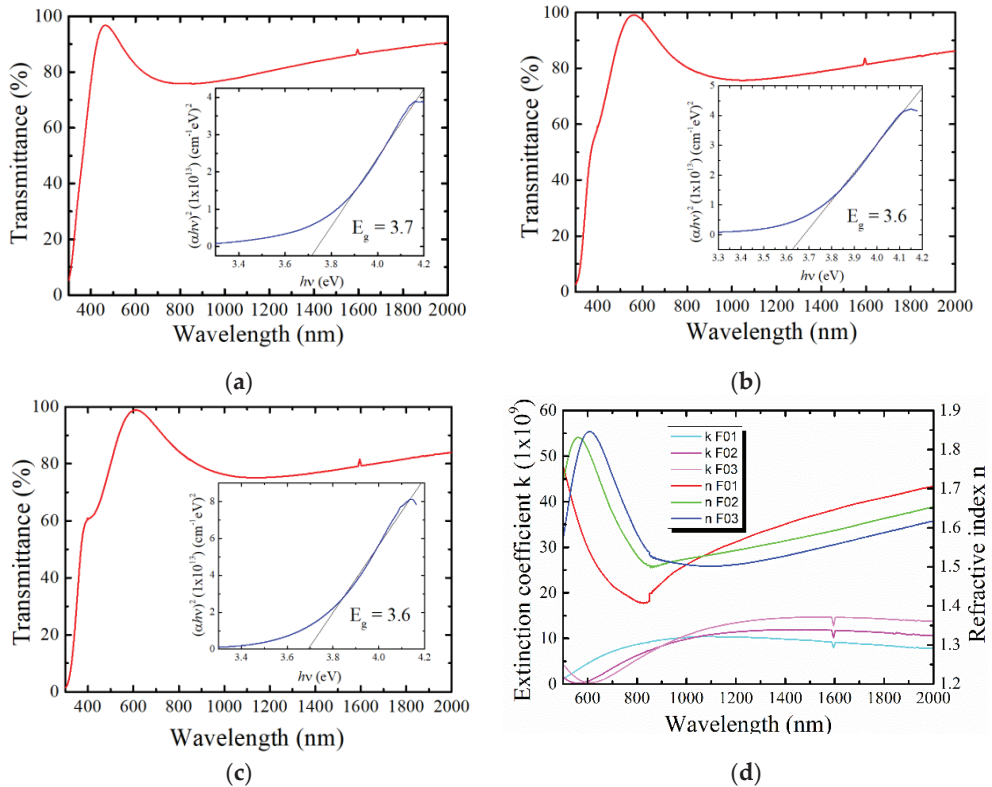 100
80
60
40
20
0
Transmittance (%)
400 600 800 1000 1200 1400 1600 1800 2000
Wavelength (nm)
4
3
2
1
0
(αhν)² (1x10¹³) (cm⁻¹eV)²
3.4 3.6 3.8 4.0 4.2
hν (eV)
E_g = 3.7
(a)
100
80
60
40
20
0
Transmittance (%)
400 600 800 1000 1200 1400 1600 1800 2000
Wavelength (nm)
5
4
3
2
1
0
(αhν)² (1x10¹³) (cm⁻¹eV)²
3.3 3.4 3.5 3.6 3.7 3.8 3.9 4.0 4.1 4.2
hν (eV)
E_g = 3.6
(b)
100
80
60
40
20
0
Transmittance (%)
400 600 800 1000 1200 1400 1600 1800 2000
Wavelength (nm)
8
6
4
2
0
(αhν)² (1x10¹³) (cm⁻¹eV)²
3.4 3.6 3.8 4.0 4.2
hν (eV)
E_g = 3.6
(c)
60
50
40
30
20
10
0
Extinction coefficient k (1x10⁹)
k F01
k F02
k F03
n F01
n F02
n F03
1.9
1.8
1.7
1.6
1.5
1.4
1.3
1.2
Refractive index n
600 800 1000 1200 1400 1600 1800 2000
Wavelength (nm)
(d)